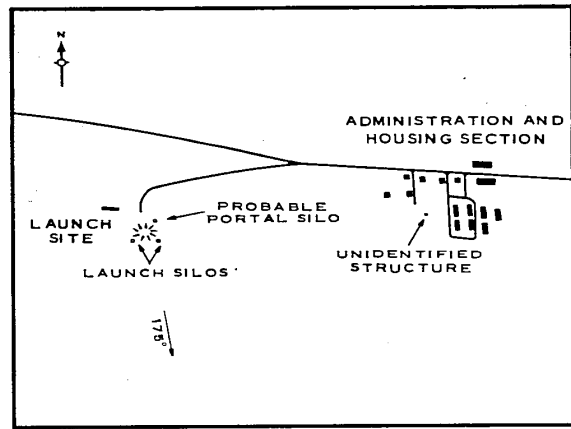 N
ADMINISTRATION AND
HOUSING SECTION
PROBABLE
PORTAL SILO
LAUNCH
SITE
LAUNCH SILOS
UNIDENTIFIED
STRUCTURE
175°